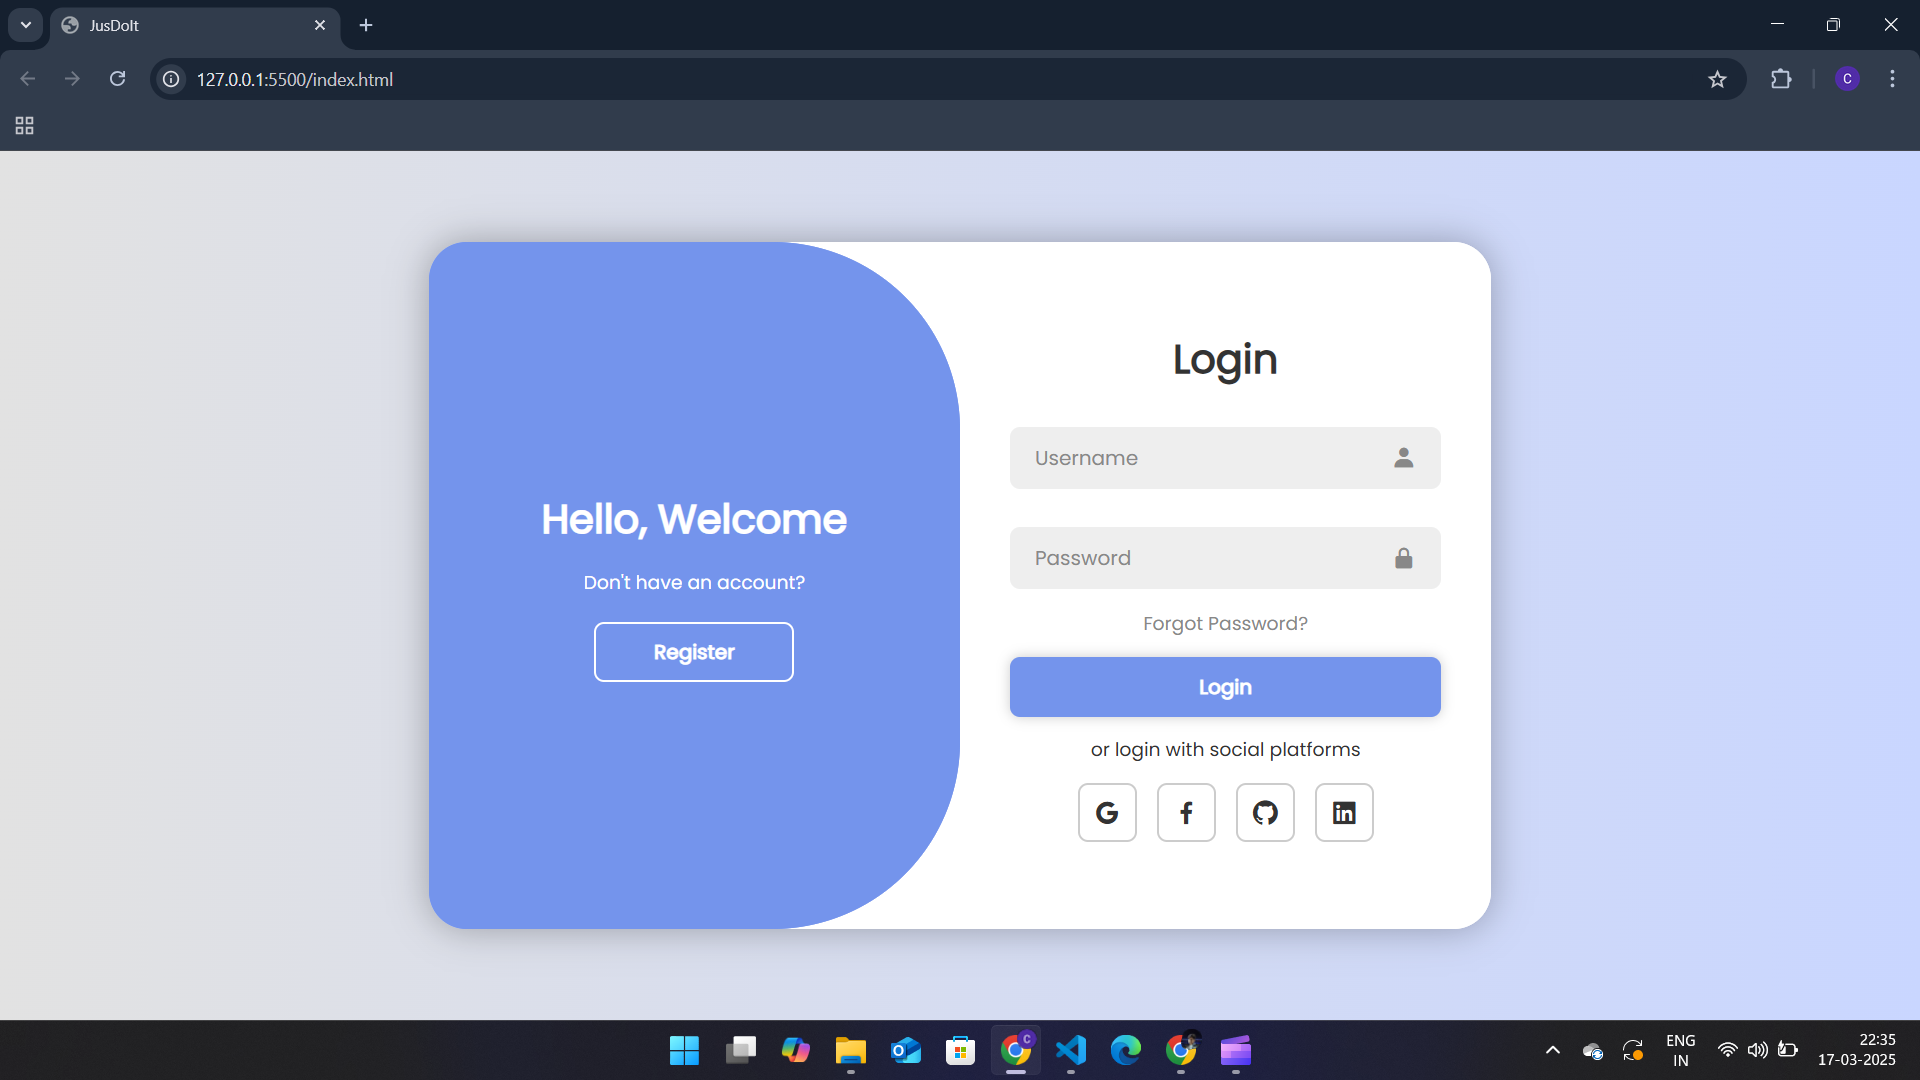 JusDoIt
127.0.0.1:5500/index.html
C
Hello, Welcome
Don't have an account?
Register
Login
Username
Password
Forgot Password?
Login
or login with social platforms
C
ENG
IN
22:35
17-03-2025